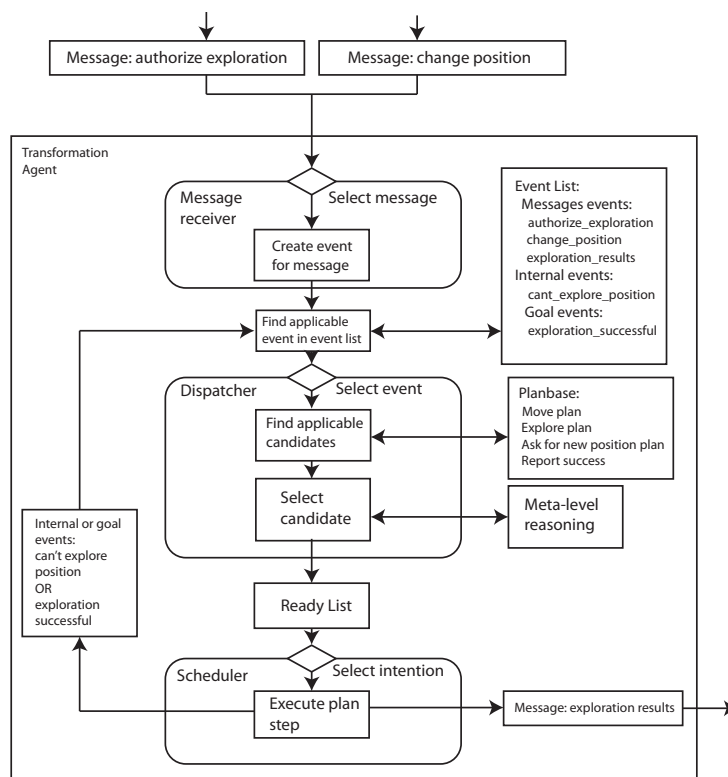 Message: authorize exploration
Message: change position
Transformation
Agent
Message
receiver
Select message
Create event
for message
Event List:
Messages events:
authorize_exploration
change_position
exploration_results
Internal events:
cant_explore_position
Goal events:
exploration_successful
Find applicable
event in event list
Dispatcher
Select event
Find applicable
candidates
Planbase:
Move plan
Explore plan
Ask for new position plan
Report success
Select
candidate
Meta-level
reasoning
Internal or goal
events:
can't explore
position
OR
exploration
successful
Ready List
Scheduler
Select intention
Execute plan
step
Message: exploration results